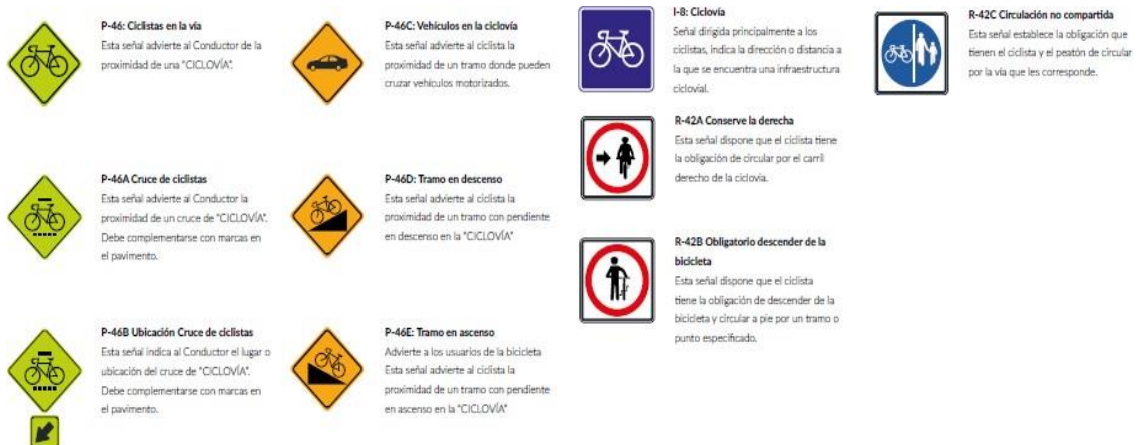 P-46: Ciclistas en la vía
Esta señal advierte al Conductor de la
proximidad de una "CICLOVÍA".
P-46A Cruce de ciclistas
Esta señal advierte al Conductor la
proximidad de un cruce de "CICLOVÍA".
Debe complementarse con marcas en
el pavimento.
P-46B Ubicación Cruce de ciclistas
Esta señal indica al Conductor el lugar o
ubicación del cruce de "CICLOVÍA".
Debe complementarse con marcas en
el pavimento.
P-46C: Vehículos en la ciclovía
Esta señal advierte al ciclista la
proximidad de un tramo donde pueden
cruzar vehículos motorizados.
P-46D: Tramo en descenso
Esta señal advierte al ciclista la
proximidad de un tramo con pendiente
en descenso en la "CICLOVÍA"
P-46E: Tramo en ascenso
Advierte a los usuarios de la bicicleta
Esta señal advierte al ciclista la
proximidad de un tramo con pendiente
en ascenso en la "CICLOVÍA"
I-8: Ciclovía
Señal dirigida principalmente a los
ciclistas, indica la dirección o distancia a
la que se encuentra una infraestructura
ciclovial.
R-42A Conserve la derecha
Esta señal dispone que el ciclista tiene
la obligación de circular por el carril
derecho de la ciclovía.
R-42B Obligatorio descender de la
bicicleta
Esta señal dispone que el ciclista
tiene la obligación de descender de la
bicicleta y circular a pie por un tramo o
punto especificado.
R-42C Circulación no compartida
Esta señal establece la obligación que
tienen el ciclista y el peatón de circular
por la vía que les corresponde.